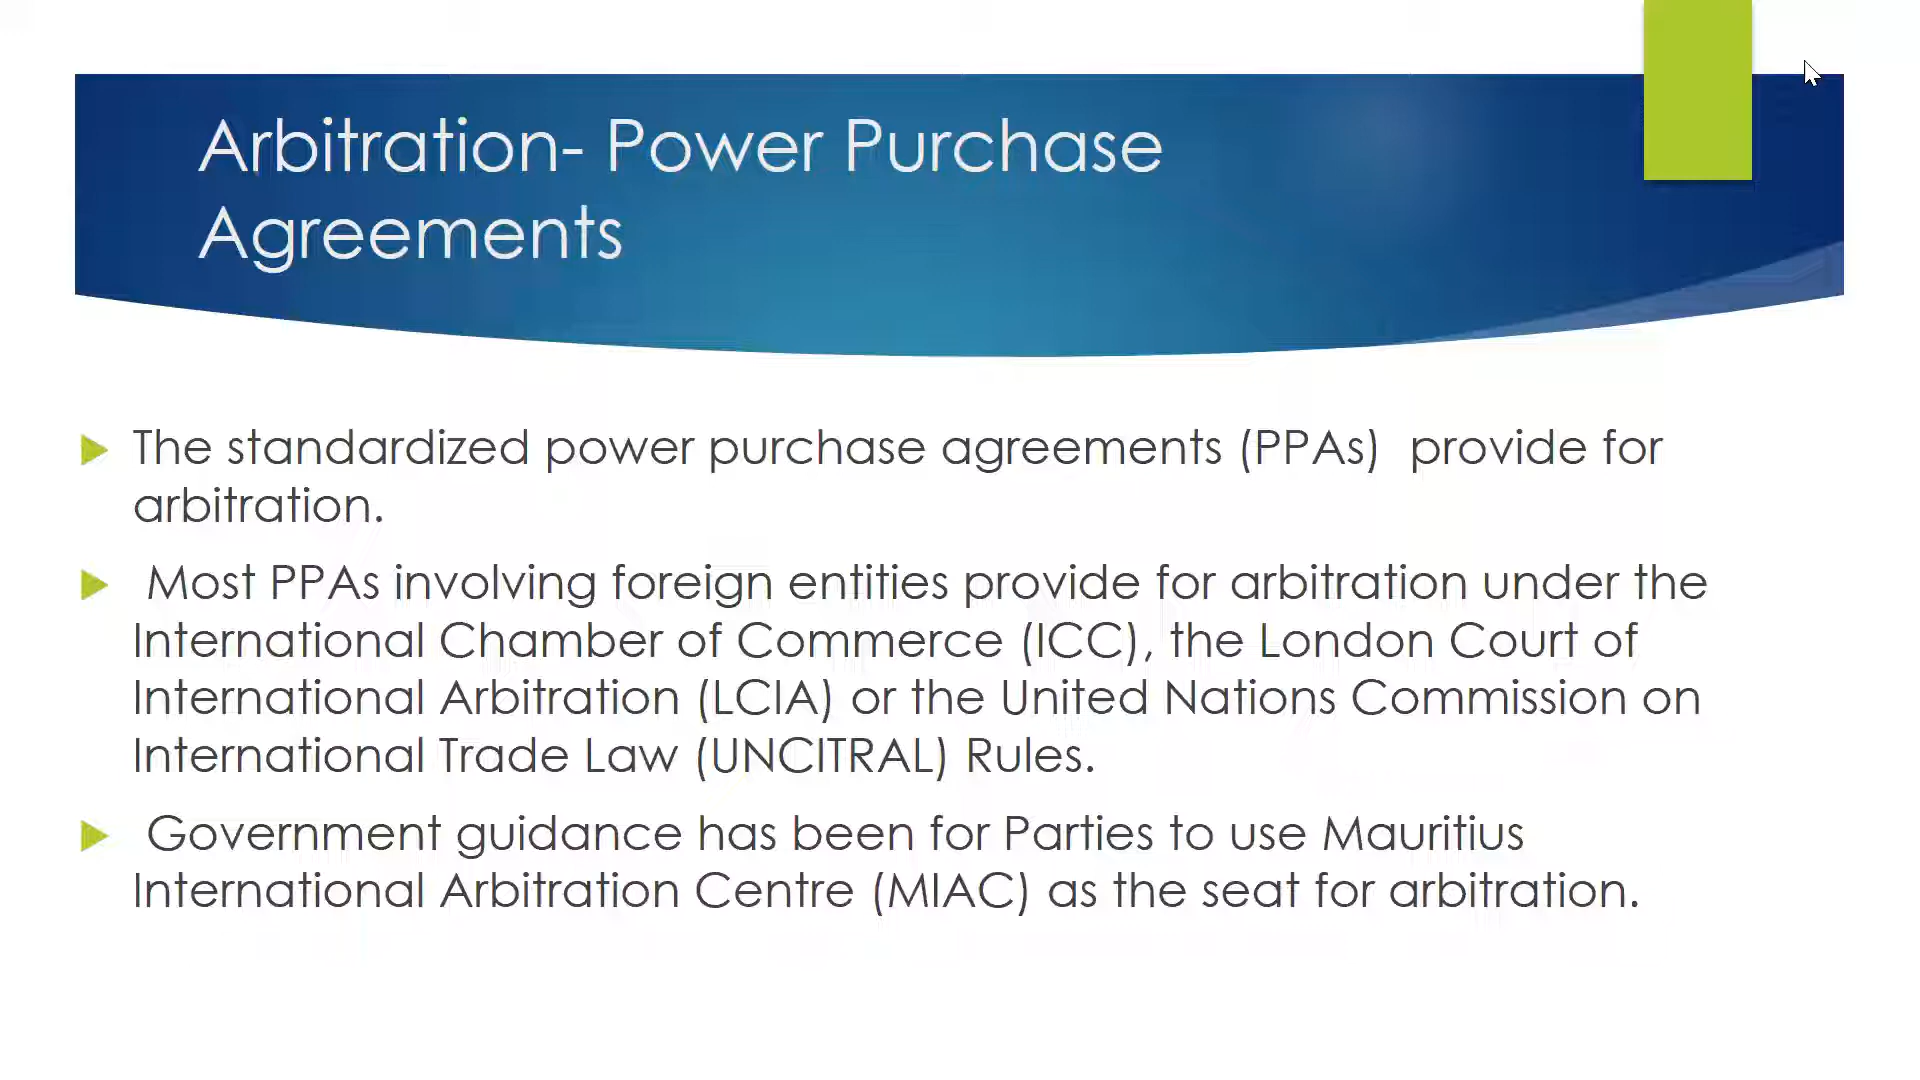 Arbitration- Power Purchase
Agreements
The standardized power purchase agreements (PPAs)  provide for
arbitration.
Most PPAs involving foreign entities provide for arbitration under the
International Chamber of Commerce (ICC), the London Court of
International Arbitration (LCIA) or the United Nations Commission on
International Trade Law (UNCITRAL) Rules.
Government guidance has been for Parties to use Mauritius
International Arbitration Centre (MIAC) as the seat for arbitration.